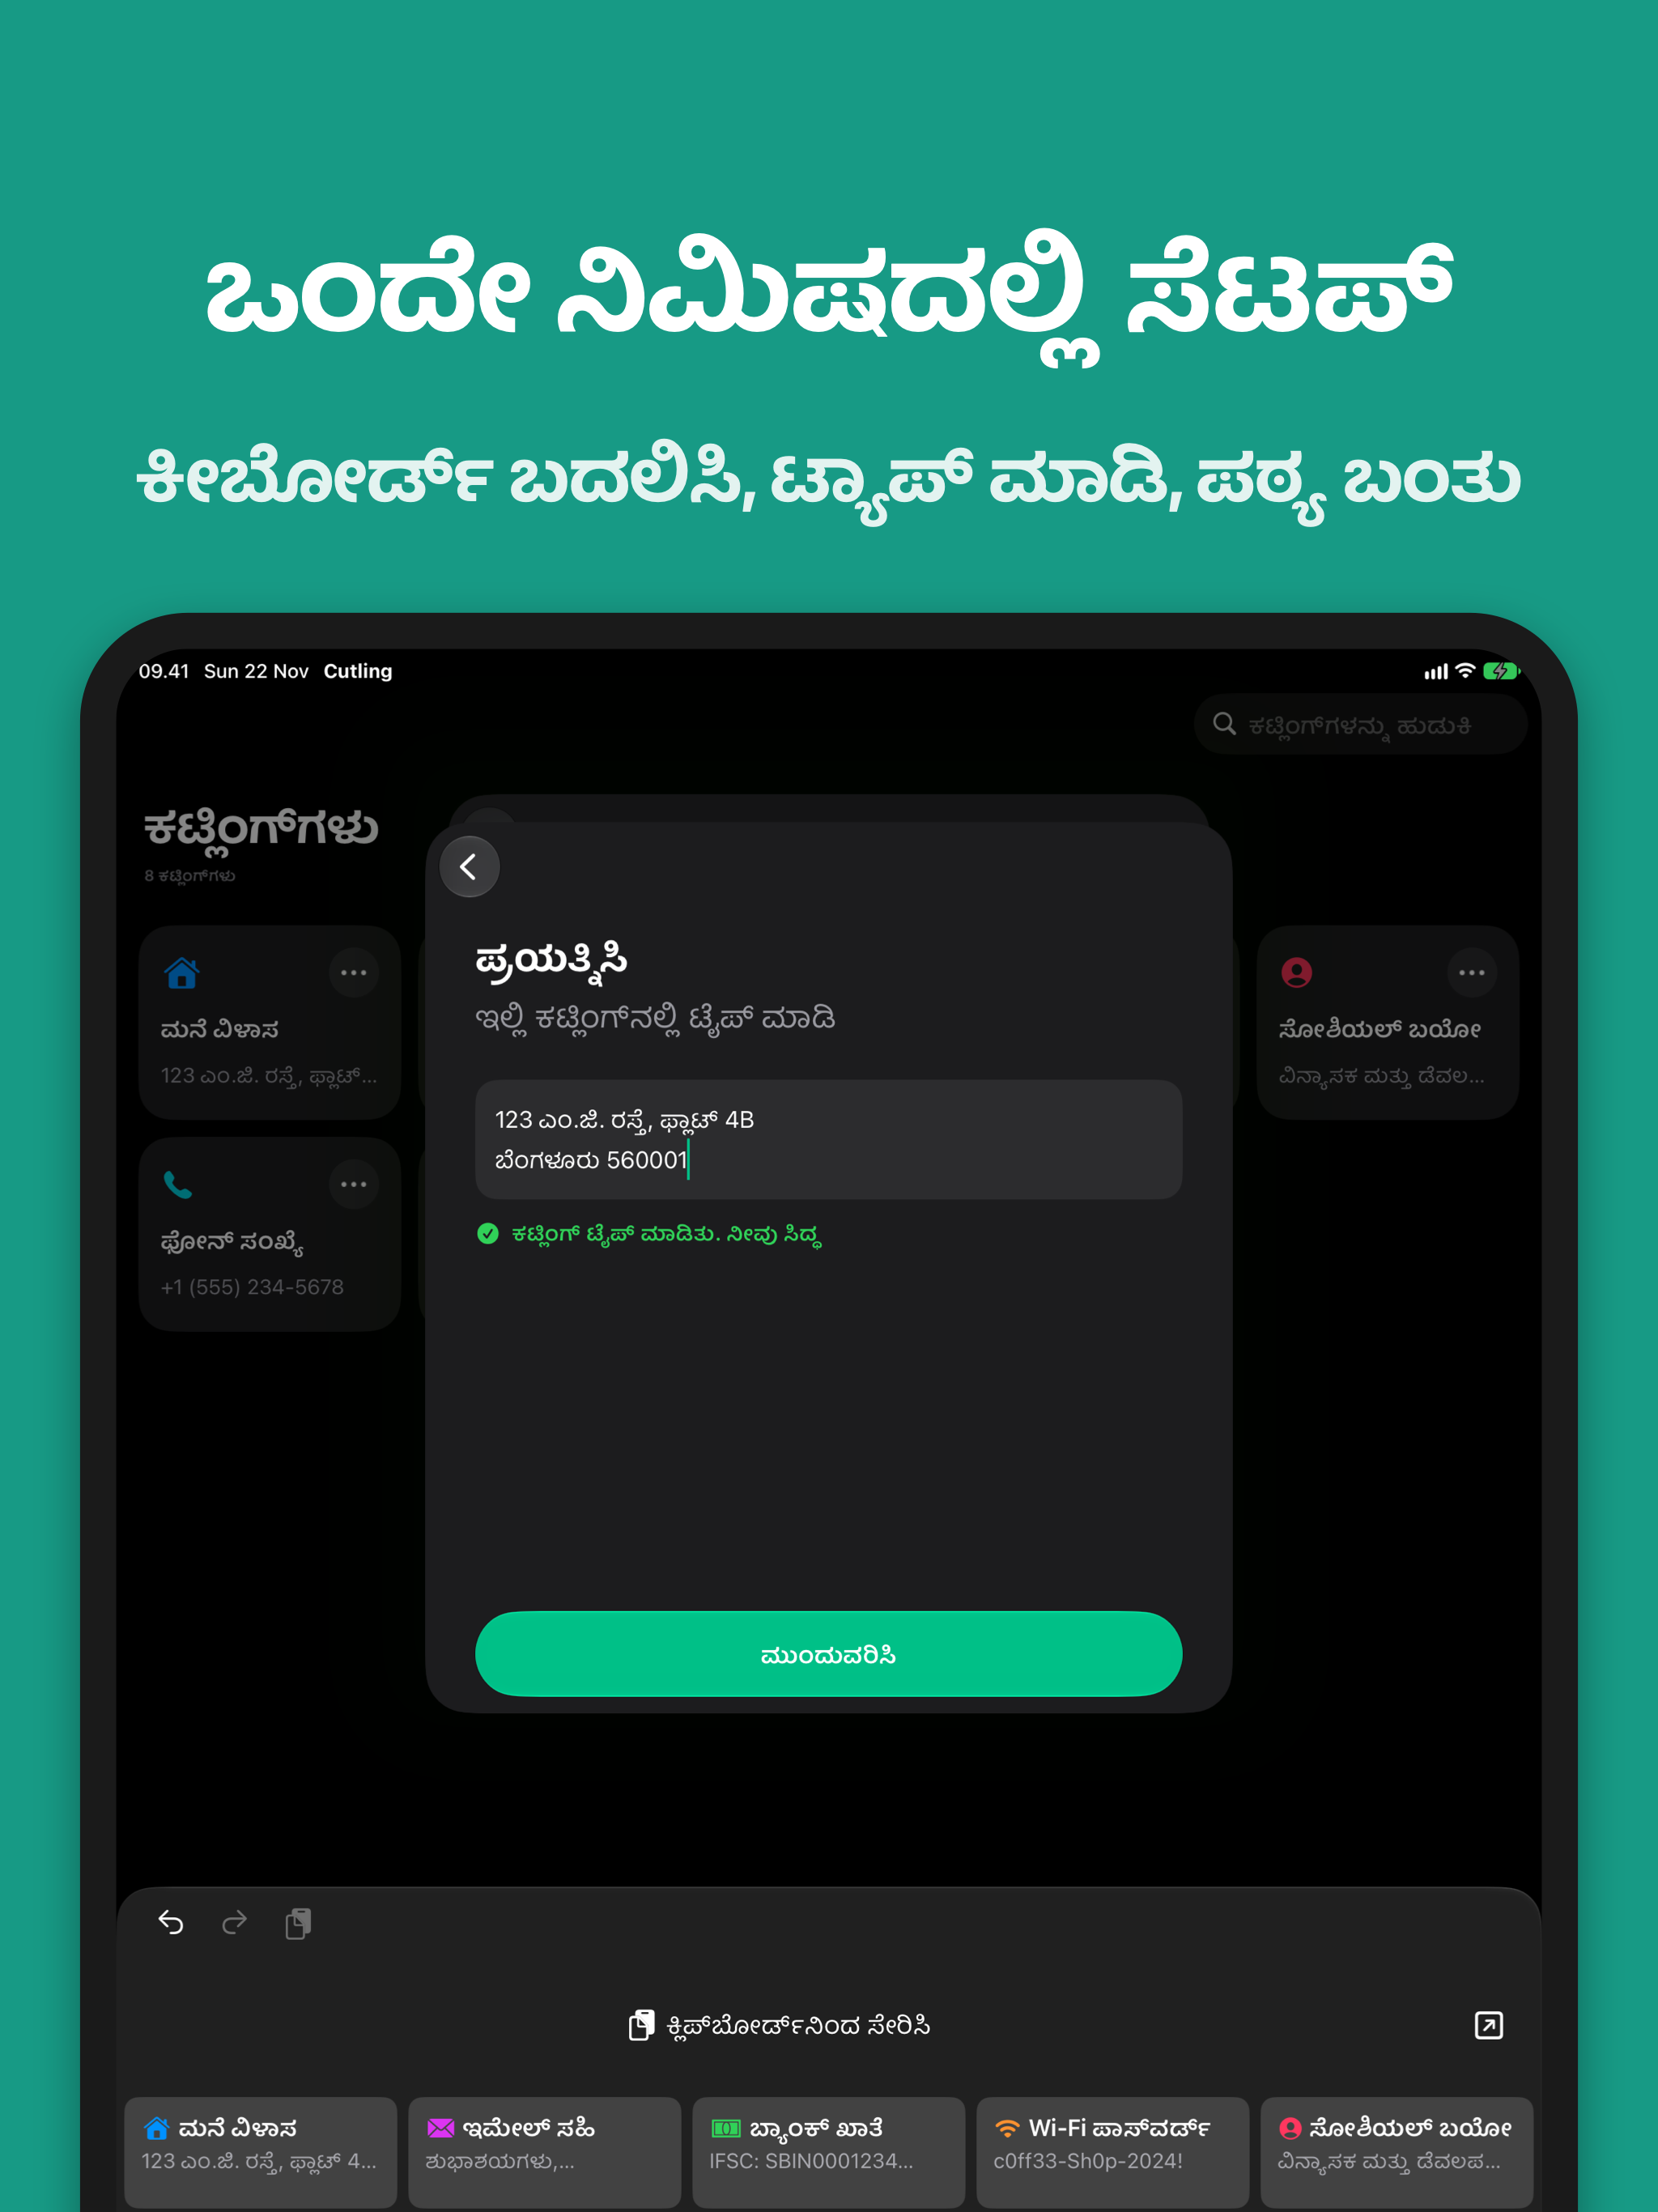 ಒಂದೇ ನಿಮಿಷದಲ್ಲಿ ಸೆಟಪ್
ಕೀಬೋರ್ಡ್ ಬದಲಿಸಿ, ಟ್ಯಾಪ್ ಮಾಡಿ, ಪಠ್ಯ ಬಂತು
09.41 Sun 22 Nov Cutling
ಕಟ್ಲಿಂಗ್‌ಗಳನ್ನು ಹುಡುಕಿ
ಕಟ್ಲಿಂಗ್‌ಗಳು
8 ಕಟ್ಲಿಂಗ್‌ಗಳು
ಮನೆ ವಿಳಾಸ
123 ಎಂ.ಜಿ. ರಸ್ತೆ, ಫ್ಲಾಟ್...
ಫೋನ್ ಸಂಖ್ಯೆ
+1 (555) 234-5678
ಸೋಶಿಯಲ್ ಬಯೋ
ವಿನ್ಯಾಸಕ ಮತ್ತು ಡೆವಲ...
ಪ್ರಯತ್ನಿಸಿ
ಇಲ್ಲಿ ಕಟ್ಲಿಂಗ್‌ನಲ್ಲಿ ಟೈಪ್ ಮಾಡಿ
123 ಎಂ.ಜಿ. ರಸ್ತೆ, ಫ್ಲಾಟ್ 4B
ಬೆಂಗಳೂರು 560001
ಕಟ್ಲಿಂಗ್ ಟೈಪ್ ಮಾಡಿತು. ನೀವು ಸಿದ್ಧ
ಮುಂದುವರಿಸಿ
ಕ್ಲಿಪ್‌ಬೋರ್ಡ್‌ನಿಂದ ಸೇರಿಸಿ
ಮನೆ ವಿಳಾಸ
123 ಎಂ.ಜಿ. ರಸ್ತೆ, ಫ್ಲಾಟ್ 4...
ಇಮೇಲ್ ಸಹಿ
ಶುಭಾಶಯಗಳು,...
ಬ್ಯಾಂಕ್ ಖಾತೆ
IFSC: SBIN0001234...
Wi-Fi ಪಾಸ್‌ವರ್ಡ್
c0ff33-Sh0p-2024!
ಸೋಶಿಯಲ್ ಬಯೋ
ವಿನ್ಯಾಸಕ ಮತ್ತು ಡೆವಲಪ...